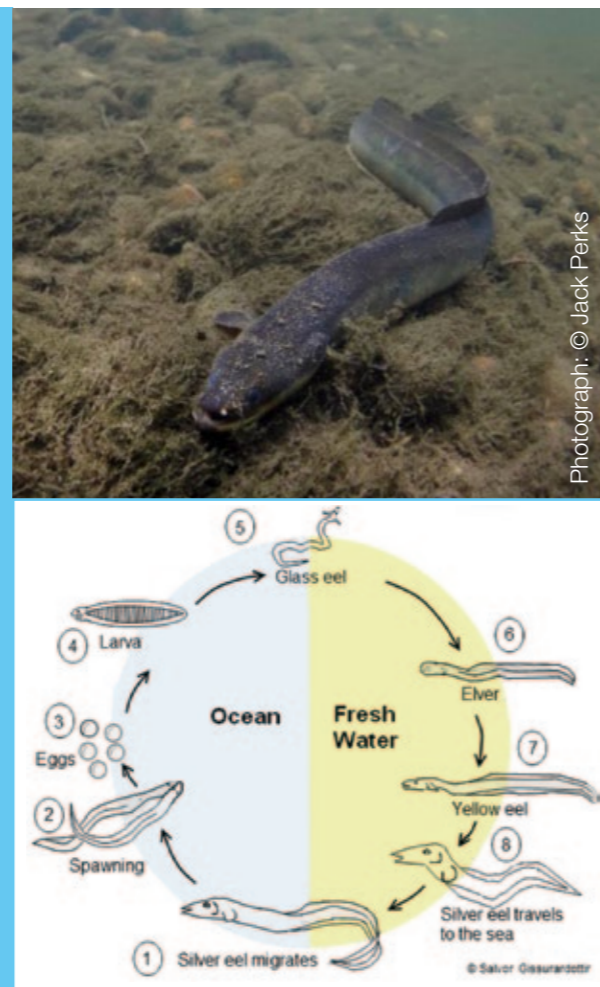 Photograph: © Jack Perks
5
Glass eel
6
Elver
4
Larva
Ocean
Fresh
Water
3
Eggs
7
Yellow eel
2
Spawning
8
Silver eel travels
to the sea
1
Silver eel migrates
© Salvor Gissurardottir